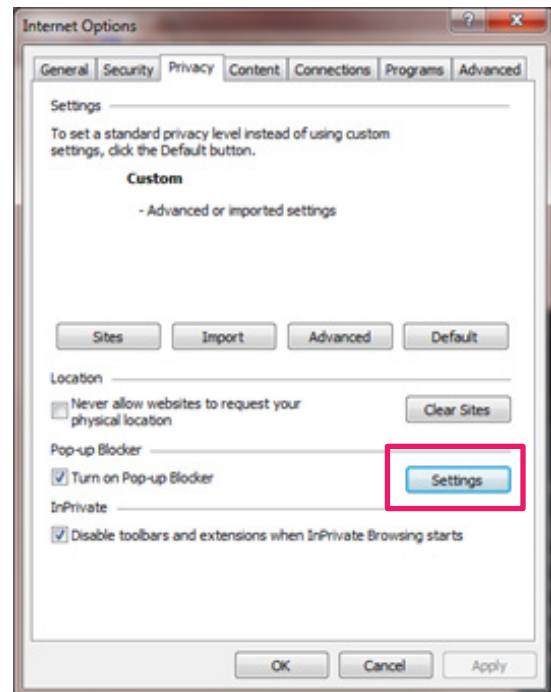 Internet Options
General Security Privacy Content Connections Programs Advanced
Settings
To set a standard privacy level instead of using custom
settings, click the Default button.
Custom
- Advanced or imported settings
Sites Import Advanced Default
Location
Never allow websites to request your
physical location
Clear Sites
Pop-up Blocker
Turn on Pop-up Blocker
Settings
InPrivate
Disable toolbars and extensions when InPrivate Browsing starts
OK Cancel Apply